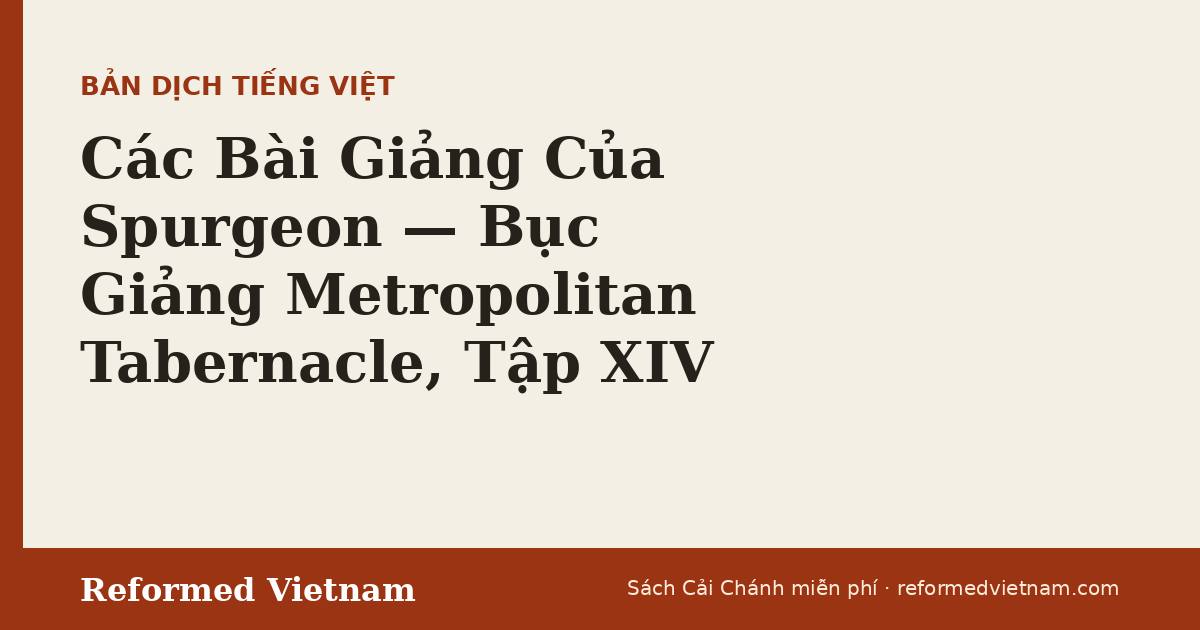 BẢN DỊCH TIẾNG VIỆT
Các Bài Giảng Của
Spurgeon — Bục
Giảng Metropolitan
Tabernacle, Tập XIV
Reformed Vietnam
Sách Cải Chánh miễn phí · reformedvietnam.com